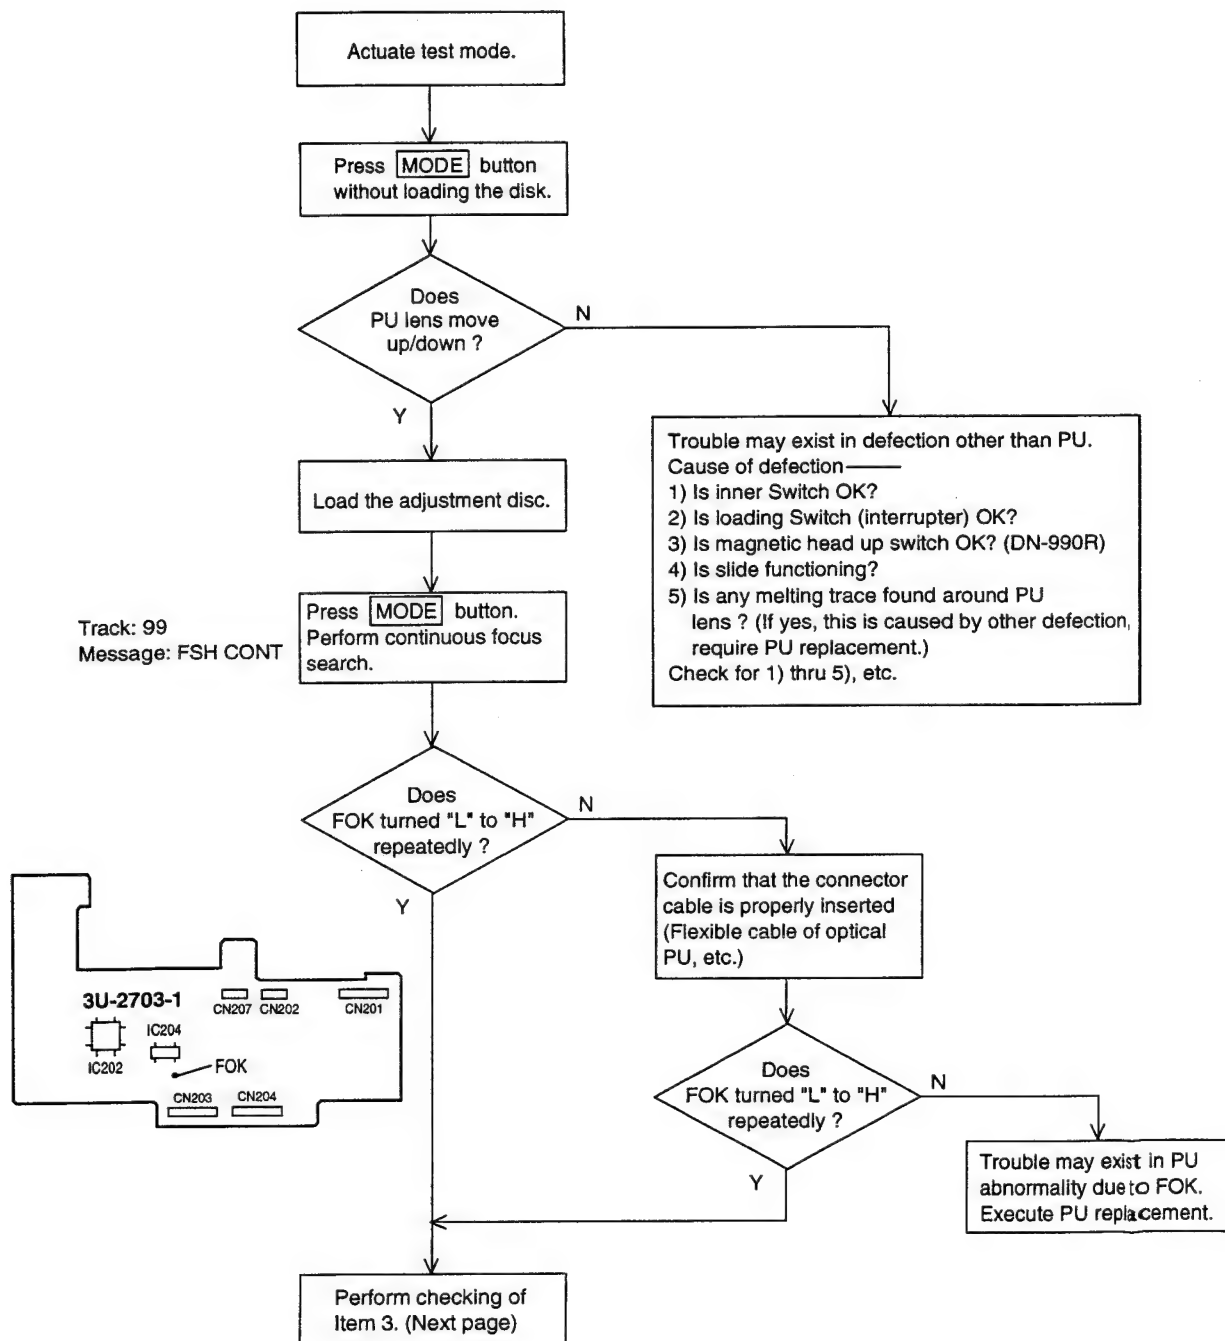 Actuate test mode.
Press MODE button
without loading the disk.
Does
PU lens move
up/down ?
N
Y
Trouble may exist in defection other than PU.
Cause of defection——
1) Is inner Switch OK?
2) Is loading Switch (interrupter) OK?
3) Is magnetic head up switch OK? (DN-990R)
4) Is slide functioning?
5) Is any melting trace found around PU
lens ? (If yes, this is caused by other defection,
require PU replacement.)
Check for 1) thru 5), etc.
Load the adjustment disc.
Track: 99
Message: FSH CONT
Press MODE button.
Perform continuous focus
search.
Does
FOK turned "L" to "H"
repeatedly ?
N
Y
Confirm that the connector
cable is properly inserted
(Flexible cable of optical
PU, etc.)
3U-2703-1
CN207
CN202
CN201
IC204
IC202
FOK
CN203
CN204
Does
FOK turned "L" to "H"
repeatedly ?
N
Y
Trouble may exist in PU
abnormality due to FOK.
Execute PU replacement.
Perform checking of
Item 3. (Next page)